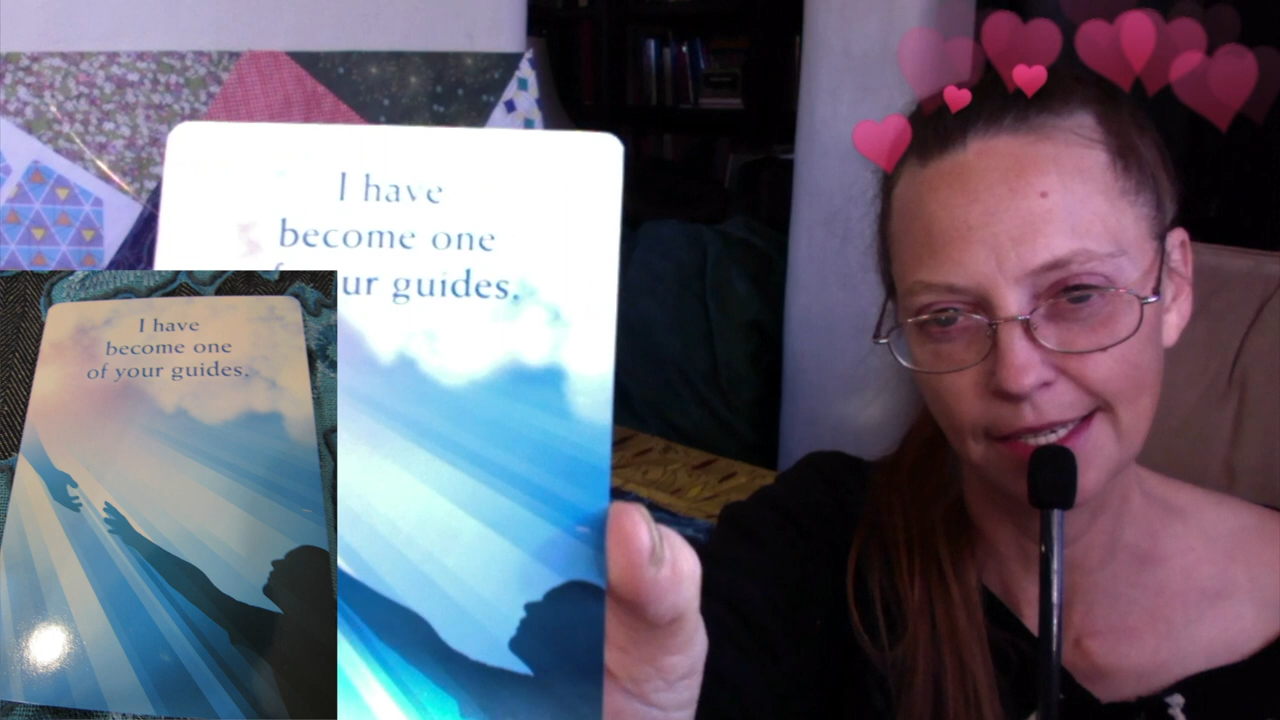 I have
become one
ur guides.
I have
become one
of your guides.